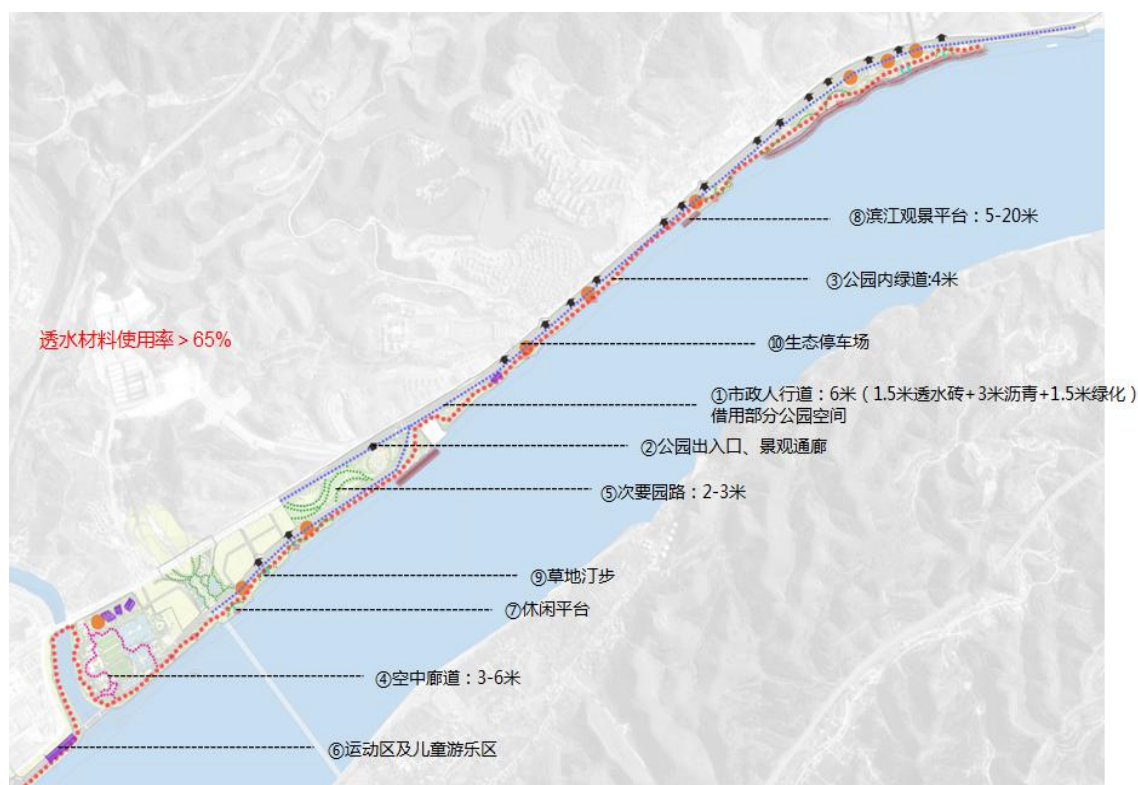 ⑧滨江观景平台：5-20米
③公园内绿道:4米
透水材料使用率＞65%
⑩生态停车场
①市政人行道：6米（1.5米透水砖+3米沥青+1.5米绿化）
借用部分公园空间
②公园出入口、景观通廊
⑤次要园路：2-3米
⑨草地汀步
⑦休闲平台
④空中廊道：3-6米
⑥运动区及儿童游乐区